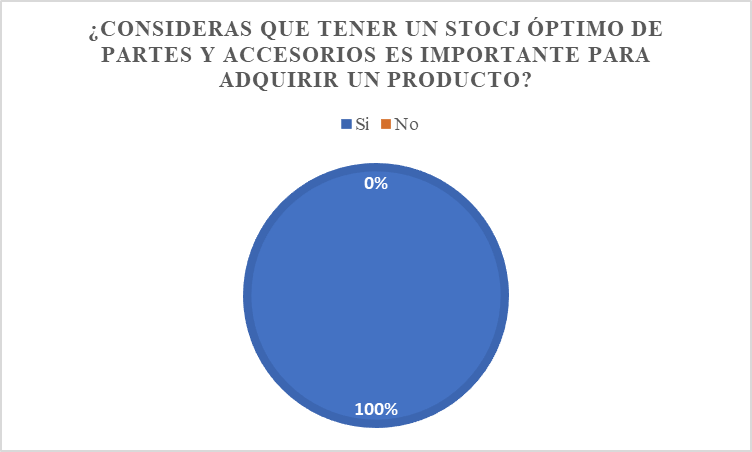 ¿CONSIDERAS QUE TENER UN STOCJ ÓPTIMO DE
PARTES Y ACCESORIOS ES IMPORTANTE PARA
ADQUIRIR UN PRODUCTO?
Si No
0%
100%